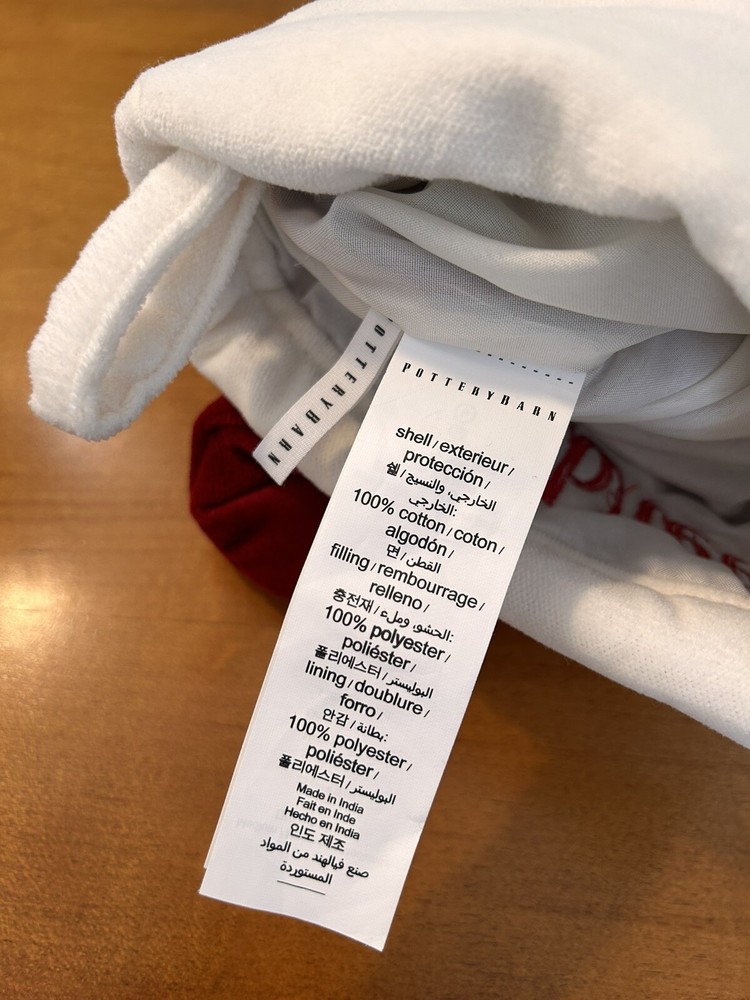 POTTERYBARN
POTTERYBARN
shell / exterieur /
protección /
쉘 / الخارجي، والنسيج
الخارجي:
100% cotton / coton /
algodón /
면 / القطن
filling / rembourrage /
relleno /
충전재 / الحشو، وملء:
100% polyester /
poliéster /
폴리에스터 / البوليستر
lining / doublure /
forro /
안감 / بطانة:
100% polyester /
poliéster /
폴리에스터 / البوليستر
Made in India
Fait en Inde
Hecho en India
인도 제조
صنع فيالهند من المواد
المستوردة